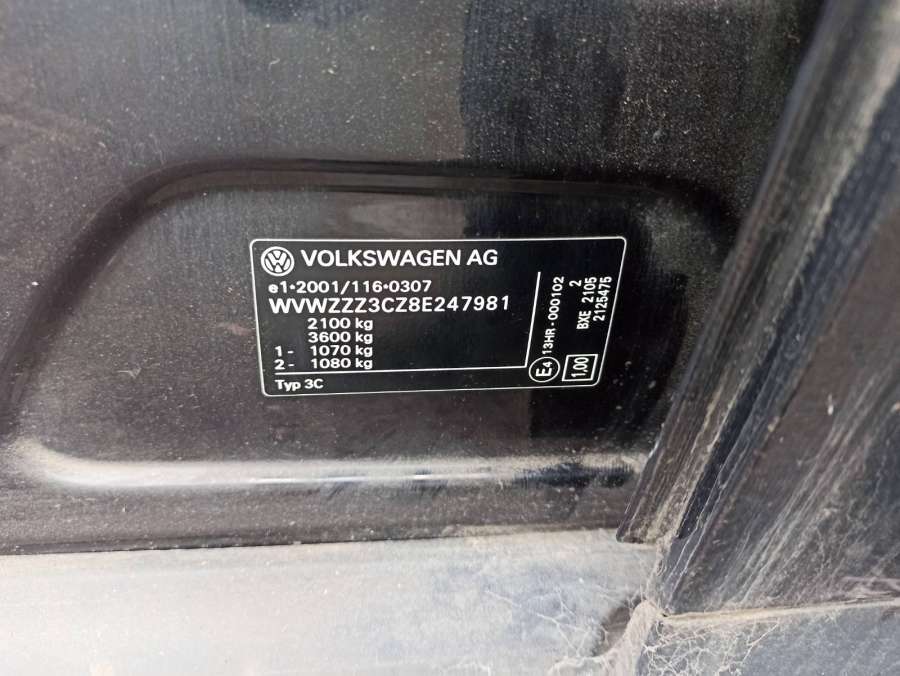 VOLKSWAGEN AG
e1•2001/116•0307
WVWZZZ3CZ8E247981
2100 kg
3600 kg
1- 1070 kg
2- 1080 kg
Typ 3C
E4 13HR-000102
2
BXE 2105
2125475
1,00